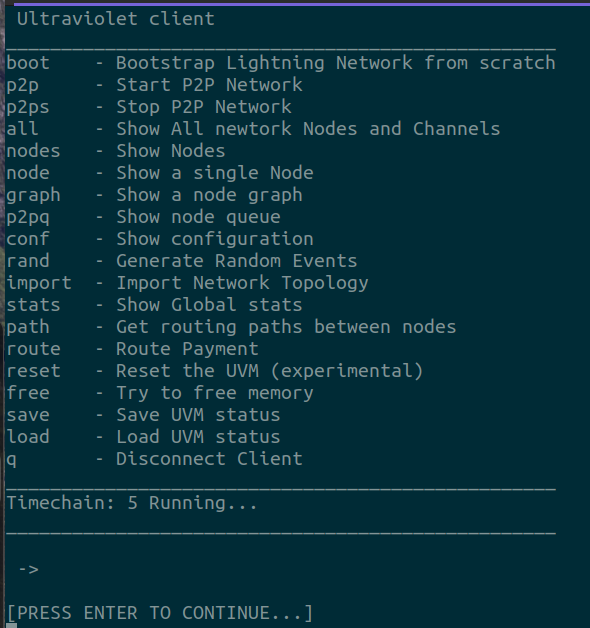 Ultraviolet client
__________________________________________________
boot    - Bootstrap Lightning Network from scratch
p2p     - Start P2P Network
p2ps    - Stop P2P Network
all     - Show All newtork Nodes and Channels
nodes   - Show Nodes
node    - Show a single Node
graph   - Show a node graph
p2pq    - Show node queue
conf    - Show configuration
rand    - Generate Random Events
import  - Import Network Topology
stats   - Show Global stats
path    - Get routing paths between nodes
route   - Route Payment
reset   - Reset the UVM (experimental)
free    - Try to free memory
save    - Save UVM status
load    - Load UVM status
q       - Disconnect Client
__________________________________________________
Timechain: 5 Running...
__________________________________________________
->
[PRESS ENTER TO CONTINUE...]